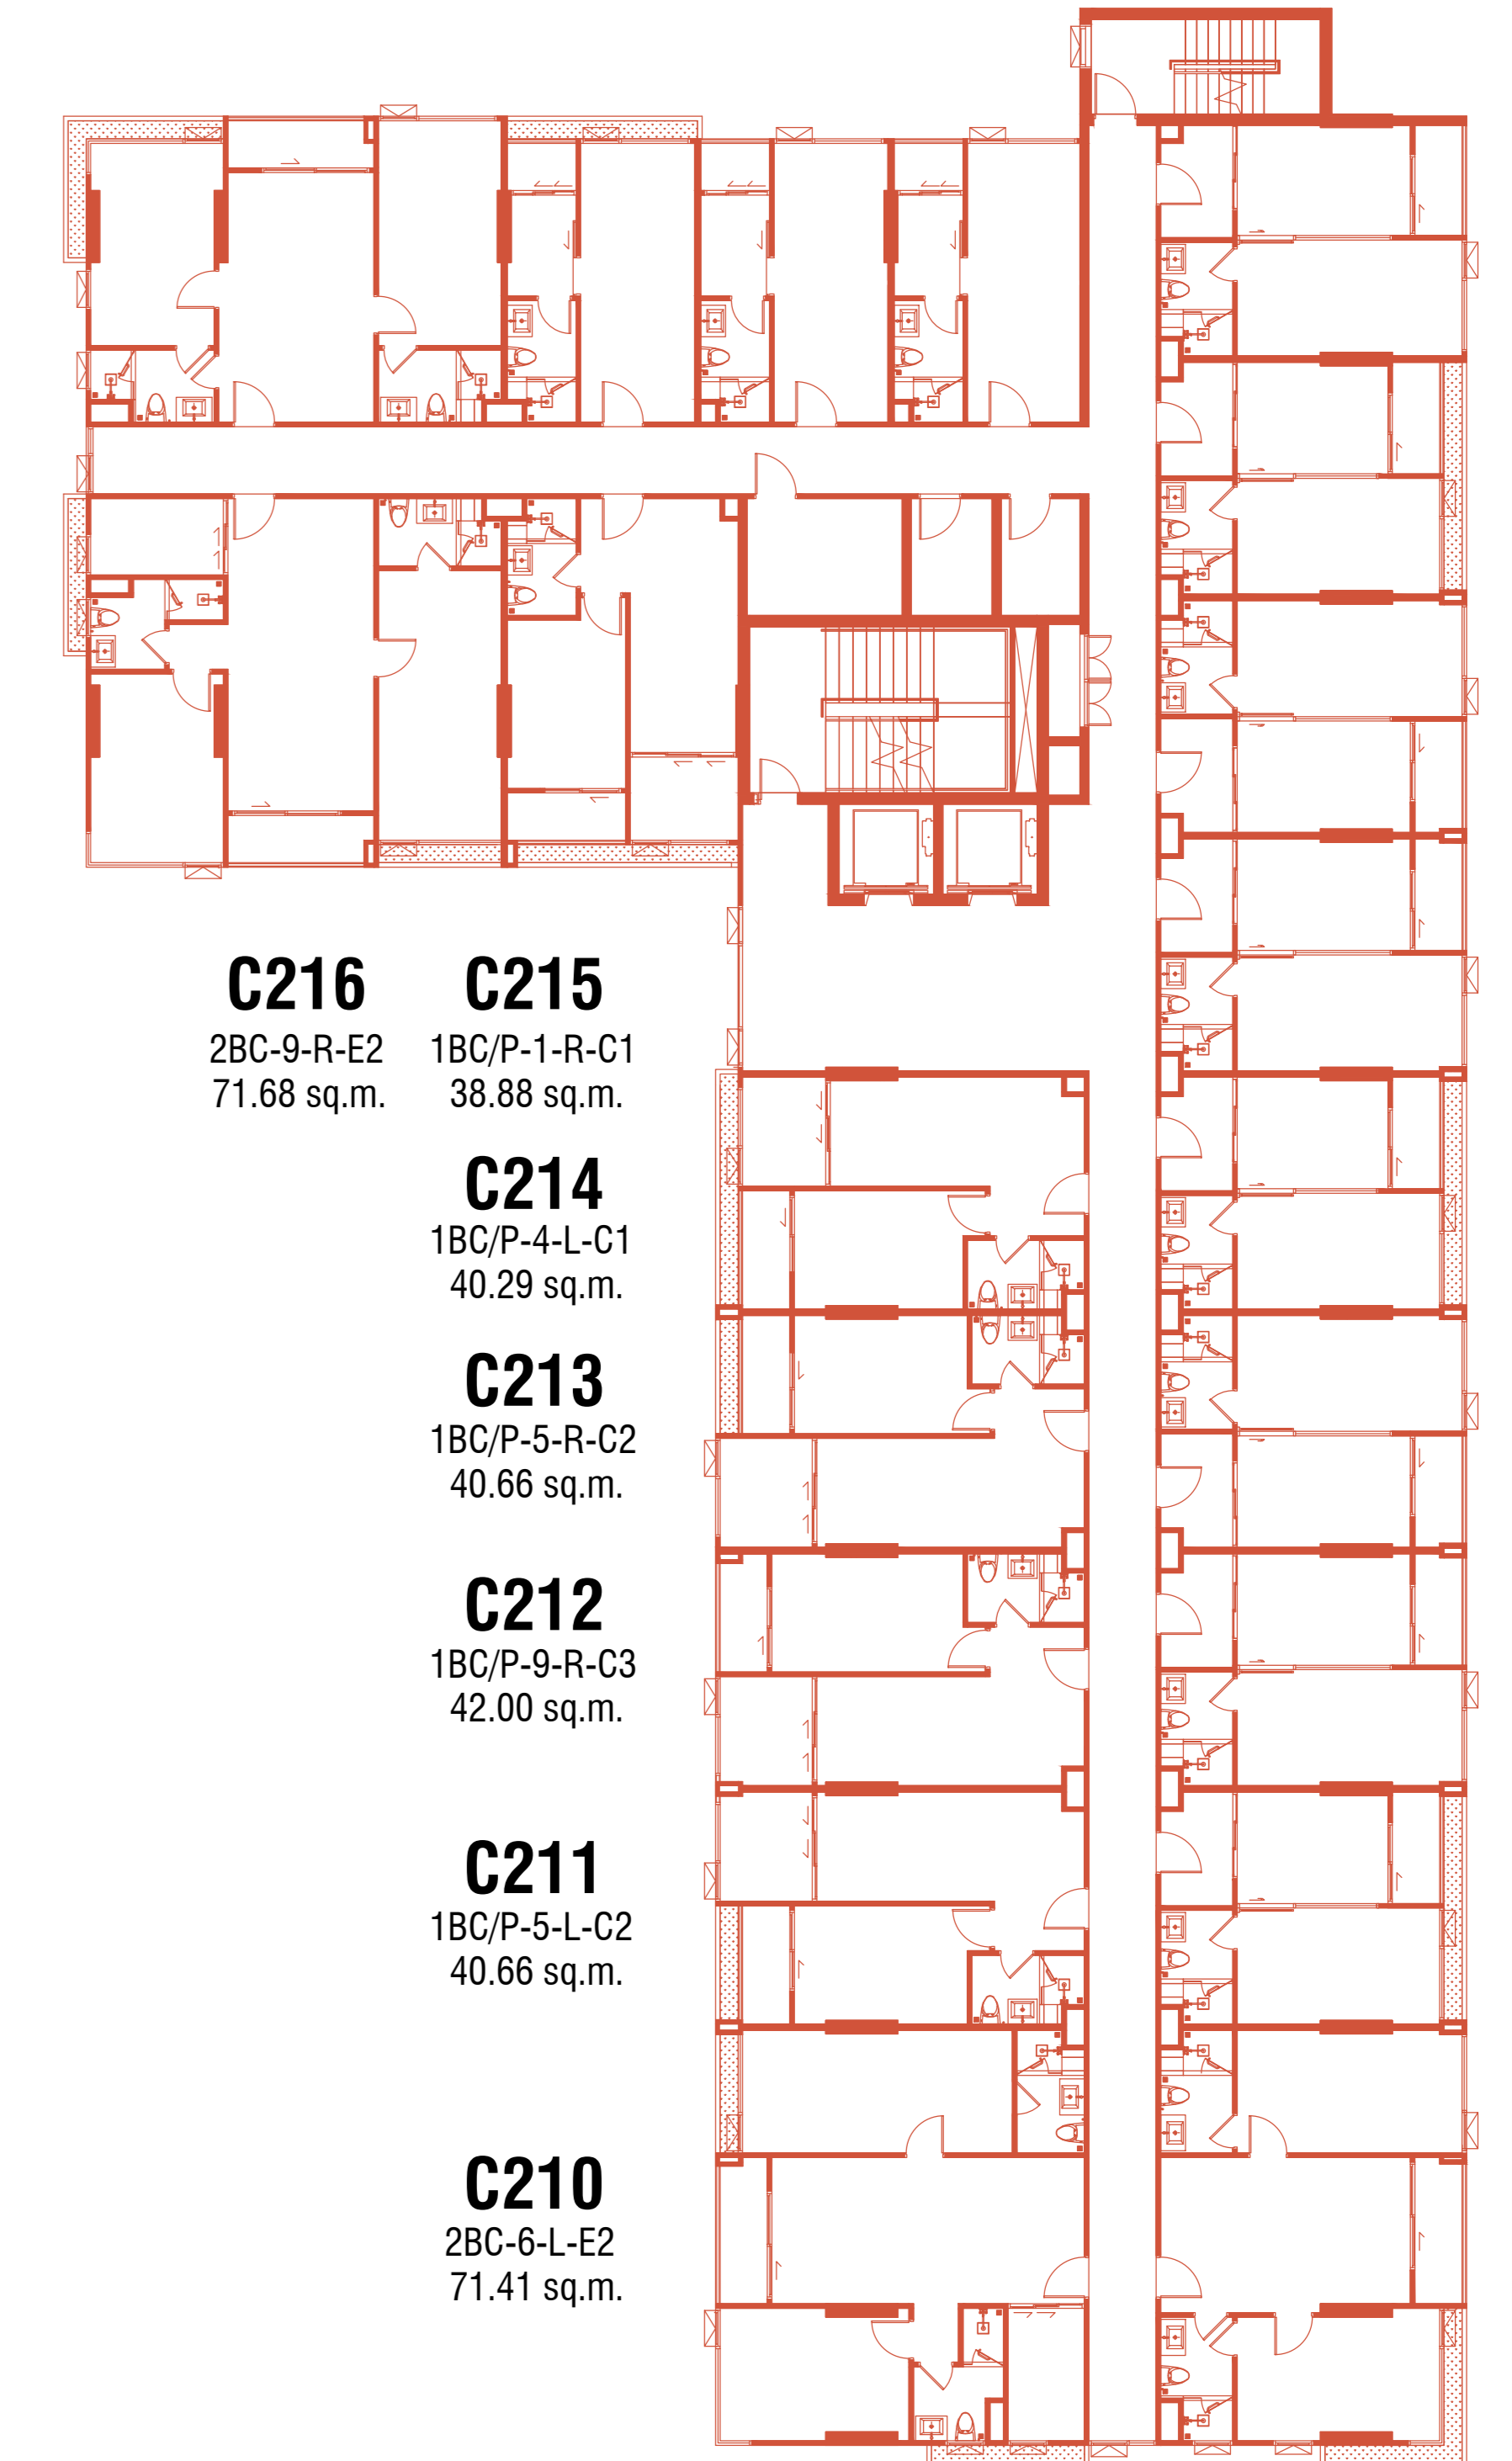 C216
2BC-9-R-E2
71.68 sq.m.
C215
1BC/P-1-R-C1
38.88 sq.m.
C214
1BC/P-4-L-C1
40.29 sq.m.
C213
1BC/P-5-R-C2
40.66 sq.m.
C212
1BC/P-9-R-C3
42.00 sq.m.
C211
1BC/P-5-L-C2
40.66 sq.m.
C210
2BC-6-L-E2
71.41 sq.m.